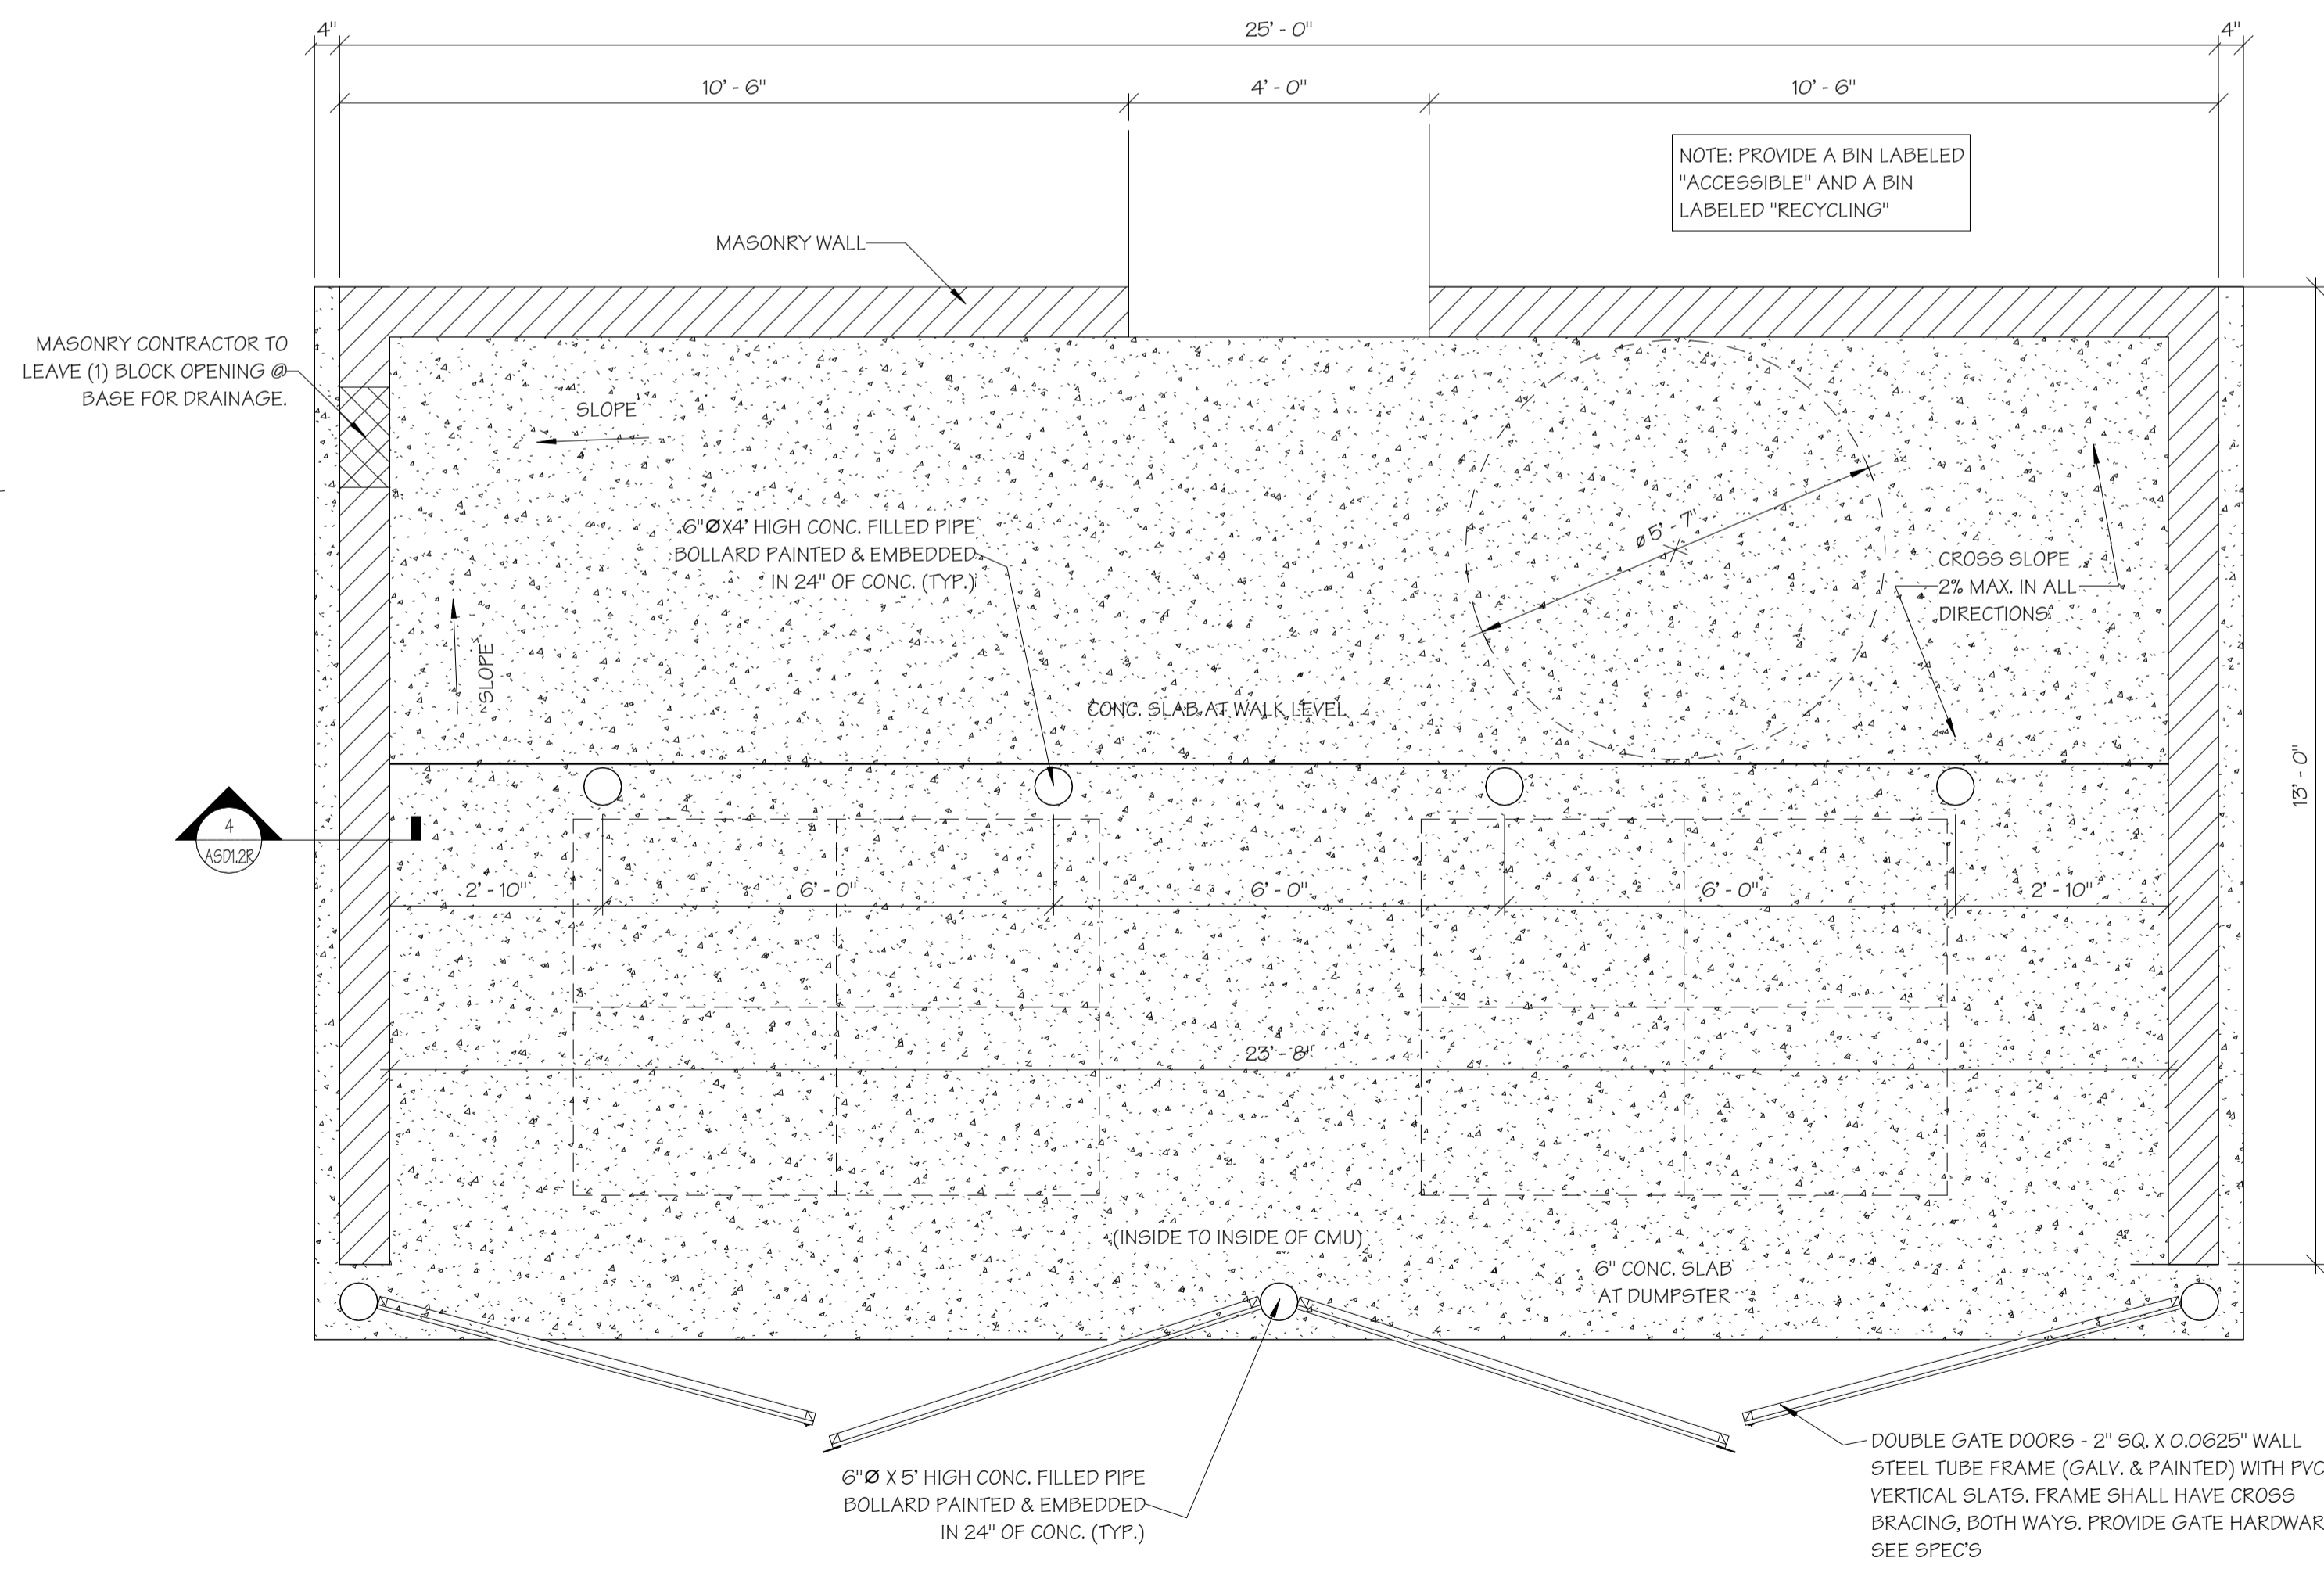 4"
25' - 0"
4"
10' - 6"
4' - 0"
10' - 6"
NOTE: PROVIDE A BIN LABELED
"ACCESSIBLE" AND A BIN
LABELED "RECYCLING"
MASONRY WALL
MASONRY CONTRACTOR TO
LEAVE (1) BLOCK OPENING @
BASE FOR DRAINAGE.
SLOPE
6"ØX4' HIGH CONC. FILLED PIPE
BOLLARD PAINTED & EMBEDDED
IN 24" OF CONC. (TYP.)
ø5' - 7"
CROSS SLOPE
2% MAX. IN ALL
DIRECTIONS
SLOPE
CONC. SLAB AT WALK LEVEL
13' - 0"
4
ASD1.2R
2' - 10"
6' - 0"
6' - 0"
6' - 0"
2' - 10"
23' - 8"
(INSIDE TO INSIDE OF CMU)
6" CONC. SLAB
AT DUMPSTER
6"Ø X 5' HIGH CONC. FILLED PIPE
BOLLARD PAINTED & EMBEDDED
IN 24" OF CONC. (TYP.)
DOUBLE GATE DOORS - 2" SQ. X 0.0625" WALL
STEEL TUBE FRAME (GALV. & PAINTED) WITH PVC
VERTICAL SLATS. FRAME SHALL HAVE CROSS
BRACING, BOTH WAYS. PROVIDE GATE HARDWAR
SEE SPEC'S